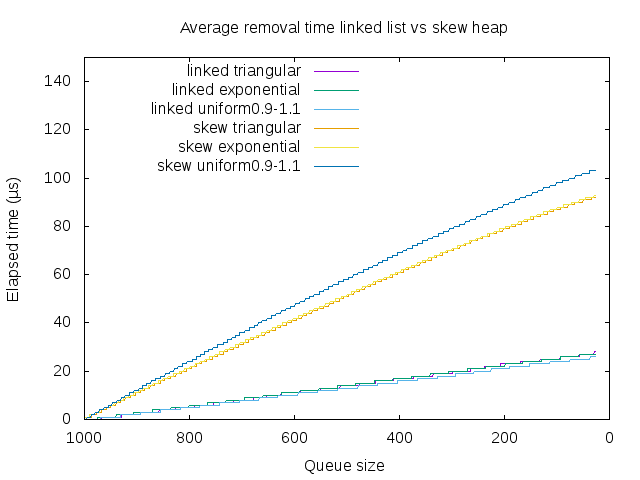 Average removal time linked list vs skew heap
linked triangular
linked exponential
linked uniform0.9-1.1
skew triangular
skew exponential
skew uniform0.9-1.1
Elapsed time (µs)
140
120
100
80
60
40
20
0
1000 800 600 400 200 0
Queue size